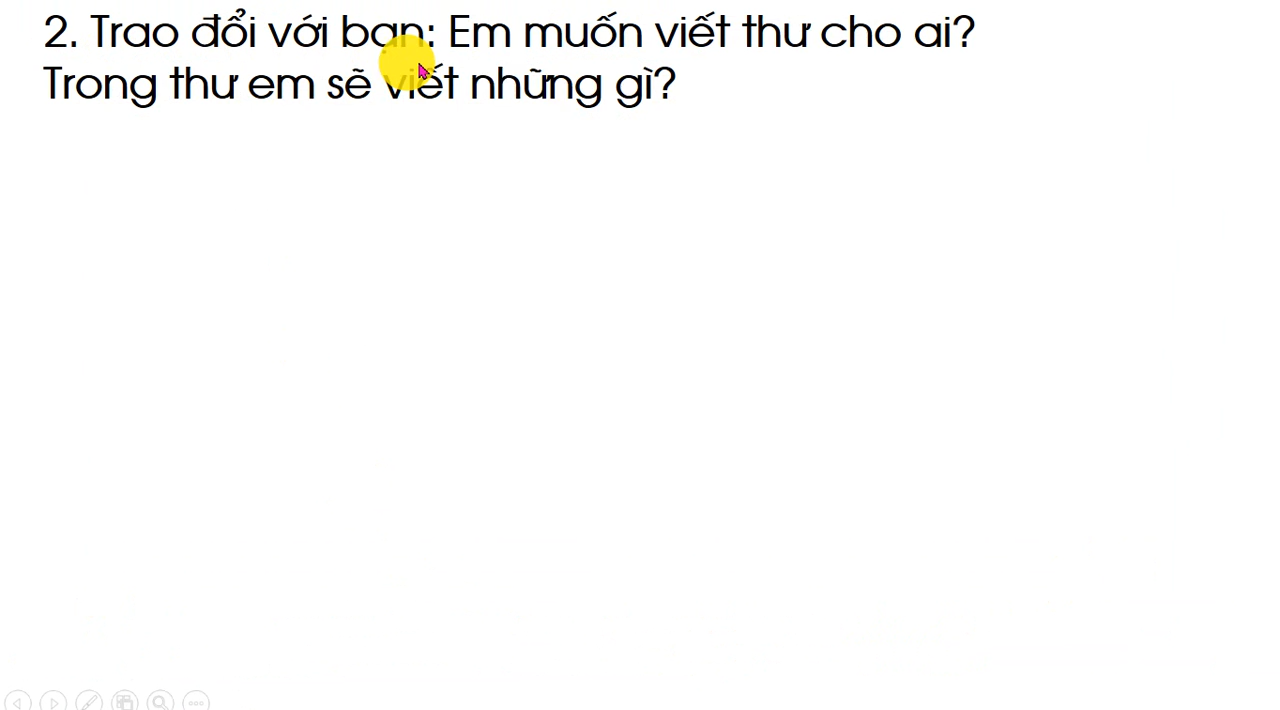 2. Trao đổi với bạn: Em muốn viết thư cho ai?
Trong thư em sẽ viết những gì?